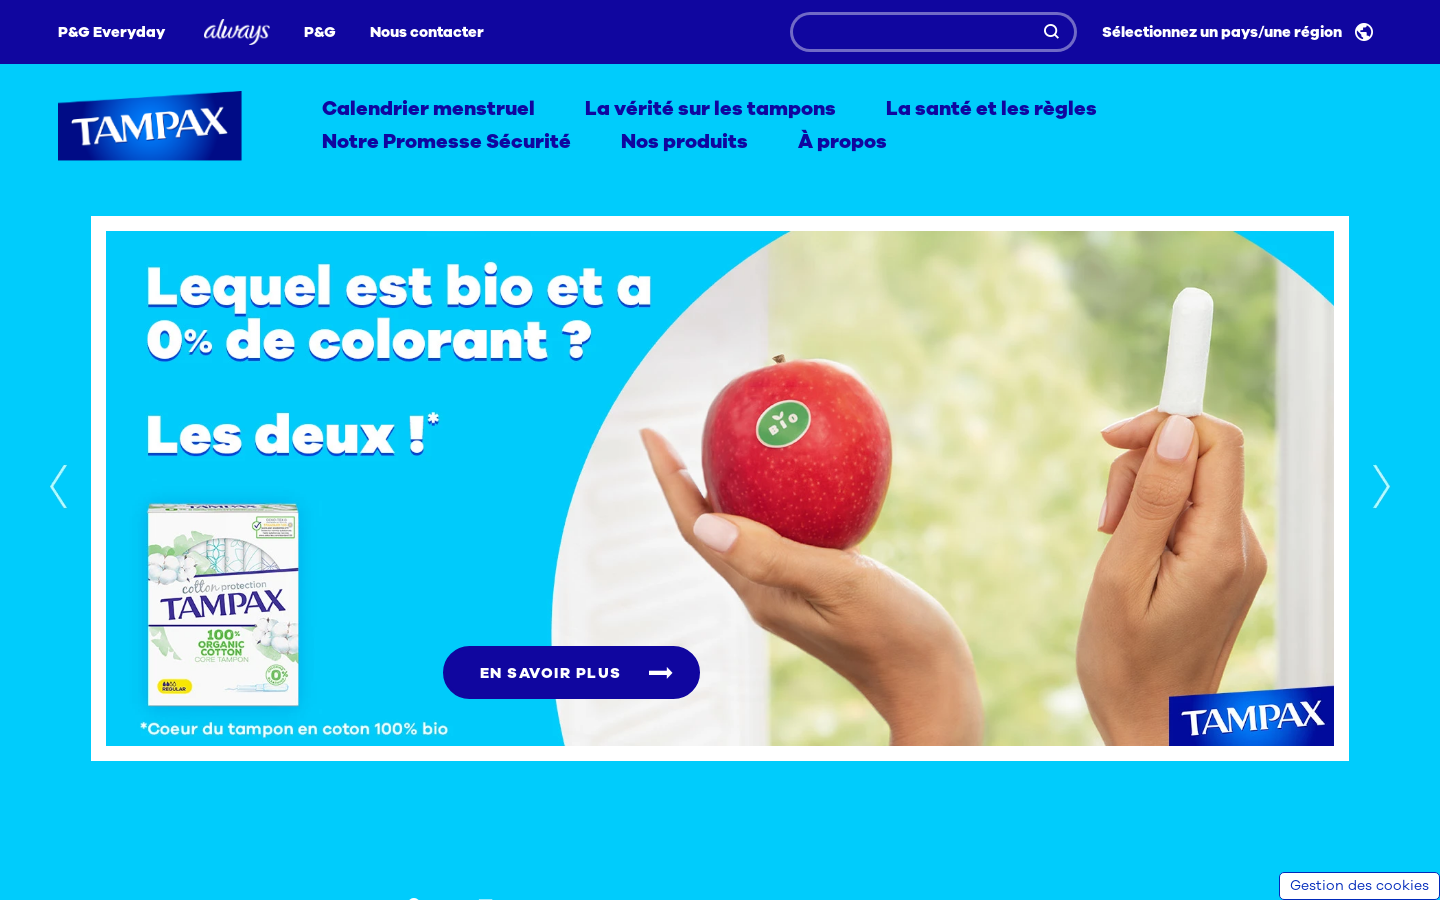 P&G Everyday
always
P&G
Nous contacter
Sélectionnez un pays/une région
TAMPAX
Calendrier menstruel
La vérité sur les tampons
La santé et les règles
Notre Promesse Sécurité
Nos produits
À propos
Lequel est bio et a
0% de colorant ?
Les deux !*
BIO
TAMPAX
cotton protection
TAMPAX
100%
ORGANIC
COTTON
CORE TAMPON
REGULAR
0%
EN SAVOIR PLUS
*Coeur du tampon en coton 100% bio
TAMPAX
Gestion des cookies